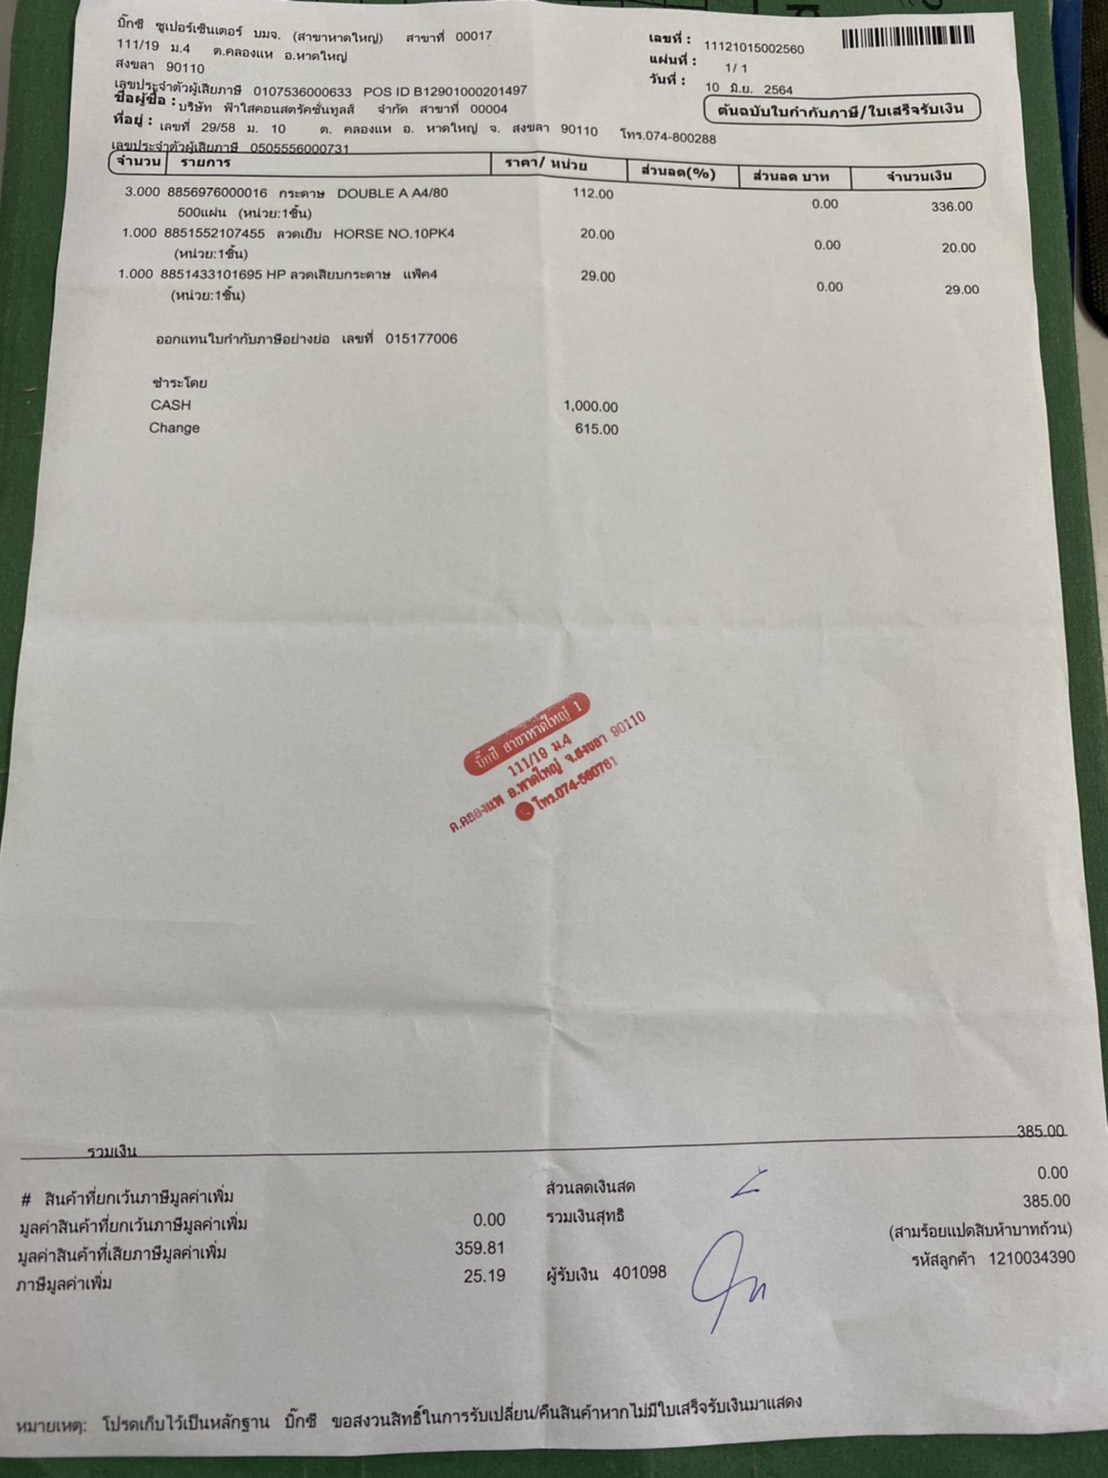 บิ๊กซี ซูเปอร์เซ็นเตอร์ บมจ. (สาขาหาดใหญ่) สาขาที่ 00017
111/19 ม.4 ต.คลองแห อ.หาดใหญ่
สงขลา 90110
เลขประจำตัวผู้เสียภาษี 0107536000633 POS ID B12901000201497
เลขที่ : 11121015002560
แผ่นที่ : 1/ 1
วันที่ : 10 มิ.ย. 2564
ต้นฉบับใบกำกับภาษี/ใบเสร็จรับเงิน
ชื่อผู้ซื้อ : บริษัท ฟ้าใสคอนสตรัคชั่นทูลส์ จำกัด สาขาที่ 00004
ที่อยู่ : เลขที่ 29/58 ม. 10 ต. คลองแห อ. หาดใหญ่ จ. สงขลา 90110 โทร.074-800288
เลขประจำตัวผู้เสียภาษี 0505556000731
จำนวน รายการ ราคา/ หน่วย ส่วนลด(%) ส่วนลด บาท จำนวนเงิน
3.000 8856976000016 กระดาษ DOUBLE A A4/80 112.00 0.00 336.00
500แผ่น (หน่วย:1ชิ้น)
1.000 8851552107455 ลวดเย็บ HORSE NO.10PK4 20.00 0.00 20.00
(หน่วย:1ชิ้น)
1.000 8851433101695 HP ลวดเสียบกระดาษ แพ็ค4 29.00 0.00 29.00
(หน่วย:1ชิ้น)
ออกแทนใบกำกับภาษีอย่างย่อ เลขที่ 015177006
ชำระโดย
CASH 1,000.00
Change 615.00
บิ๊กซี สาขาหาดใหญ่ 1
111/19 ม.4
ต.คลองแห อ.หาดใหญ่ จ.สงขลา 90110
โทร.074-580761
รวมเงิน 385.00
# สินค้าที่ยกเว้นภาษีมูลค่าเพิ่ม ส่วนลดเงินสด 0.00
มูลค่าสินค้าที่ยกเว้นภาษีมูลค่าเพิ่ม 0.00 รวมเงินสุทธิ 385.00
มูลค่าสินค้าที่เสียภาษีมูลค่าเพิ่ม 359.81 (สามร้อยแปดสิบห้าบาทถ้วน)
ภาษีมูลค่าเพิ่ม 25.19 ผู้รับเงิน 401098 รหัสลูกค้า 1210034390
หมายเหตุ: โปรดเก็บไว้เป็นหลักฐาน บิ๊กซี ขอสงวนสิทธิ์ในการรับเปลี่ยน/คืนสินค้าหากไม่มีใบเสร็จรับเงินมาแสดง